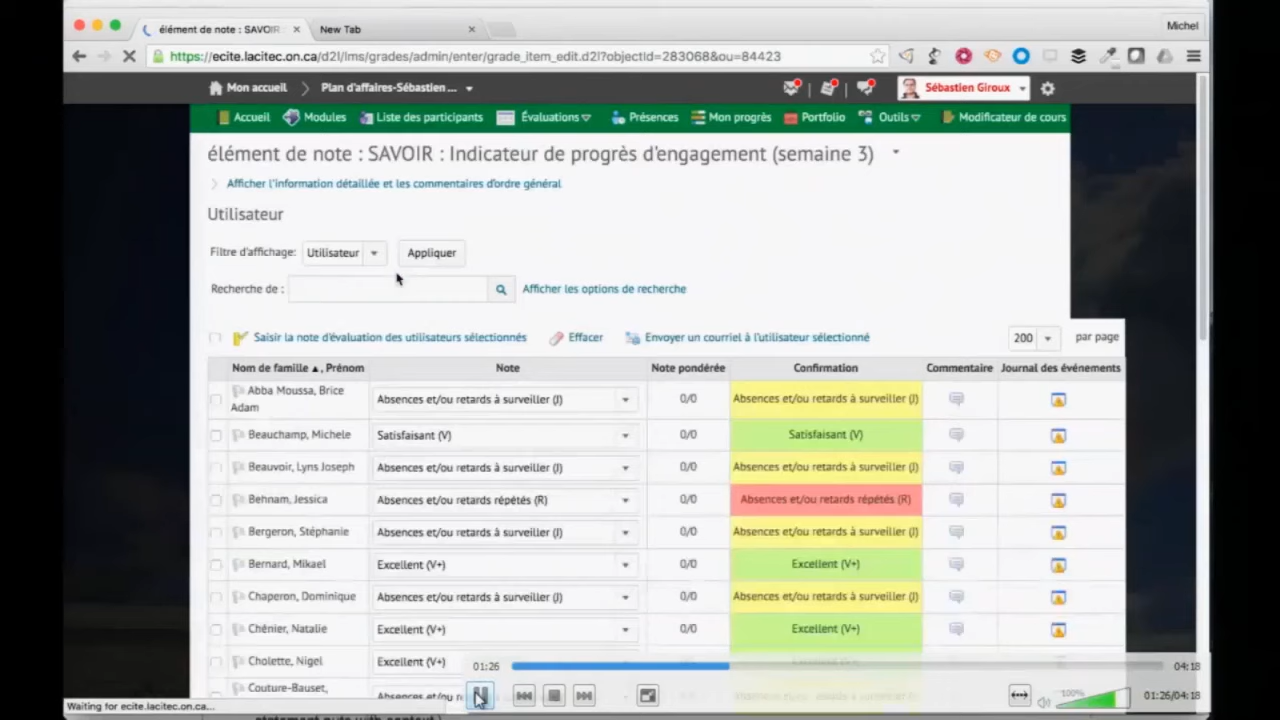 élément de note : SAVOIR : New Tab Michel
https://ecite.lacitec.on.ca/d2l/lms/grades/admin/enter/grade_item_edit.d2l?objectId=283068&ou=84423
Mon accueil Plan d'affaires-Sébastien ... Sébastien Giroux
Accueil Modules Liste des participants Évaluations Présences Mon progrès Portfolio Outils Modificateur de cours
élément de note : SAVOIR : Indicateur de progrès d'engagement (semaine 3)
Afficher l'information détaillée et les commentaires d'ordre général
Utilisateur
Filtre d'affichage: Utilisateur Appliquer
Recherche de : Afficher les options de recherche
Saisir la note d'évaluation des utilisateurs sélectionnés Effacer Envoyer un courriel à l'utilisateur sélectionné 200 par page
Nom de famille ▲, Prénom Note Note pondérée Confirmation Commentaire Journal des événements
Abba Moussa, Brice
Adam Absences et/ou retards à surveiller (J) 0/0 Absences et/ou retards à surveiller (J)
Beauchamp, Michele Satisfaisant (V) 0/0 Satisfaisant (V)
Beauvoir, Lyns Joseph Absences et/ou retards à surveiller (J) 0/0 Absences et/ou retards à surveiller (J)
Behnam, Jessica Absences et/ou retards répétés (R) 0/0 Absences et/ou retards répétés (R)
Bergeron, Stéphanie Absences et/ou retards à surveiller (J) 0/0 Absences et/ou retards à surveiller (J)
Bernard, Mikael Excellent (V+) 0/0 Excellent (V+)
Chaperon, Dominique Absences et/ou retards à surveiller (J) 0/0 Absences et/ou retards à surveiller (J)
Chénier, Natalie Excellent (V+) 0/0 Excellent (V+)
Cholette, Nigel Excellent (V+)
01:26 04:18
Couture-Bauset, Absences et/ou
100% 01:26/04:18
Waiting for ecite.lacitec.on.ca...